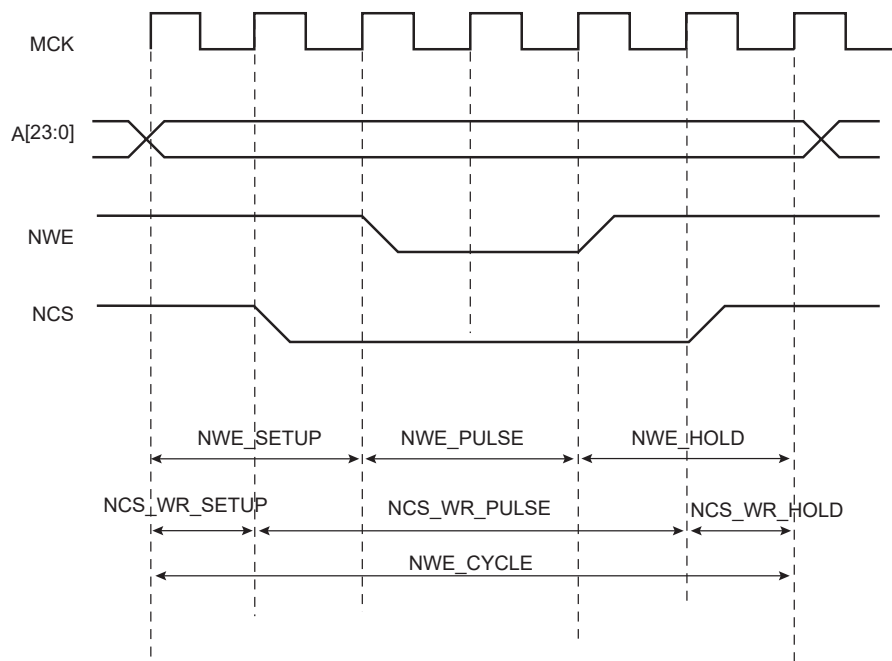 MCK
A[23:0]
NWE
NCS
NWE_SETUP NWE_PULSE NWE_HOLD
NCS_WR_SETUP NCS_WR_PULSE NCS_WR_HOLD
NWE_CYCLE